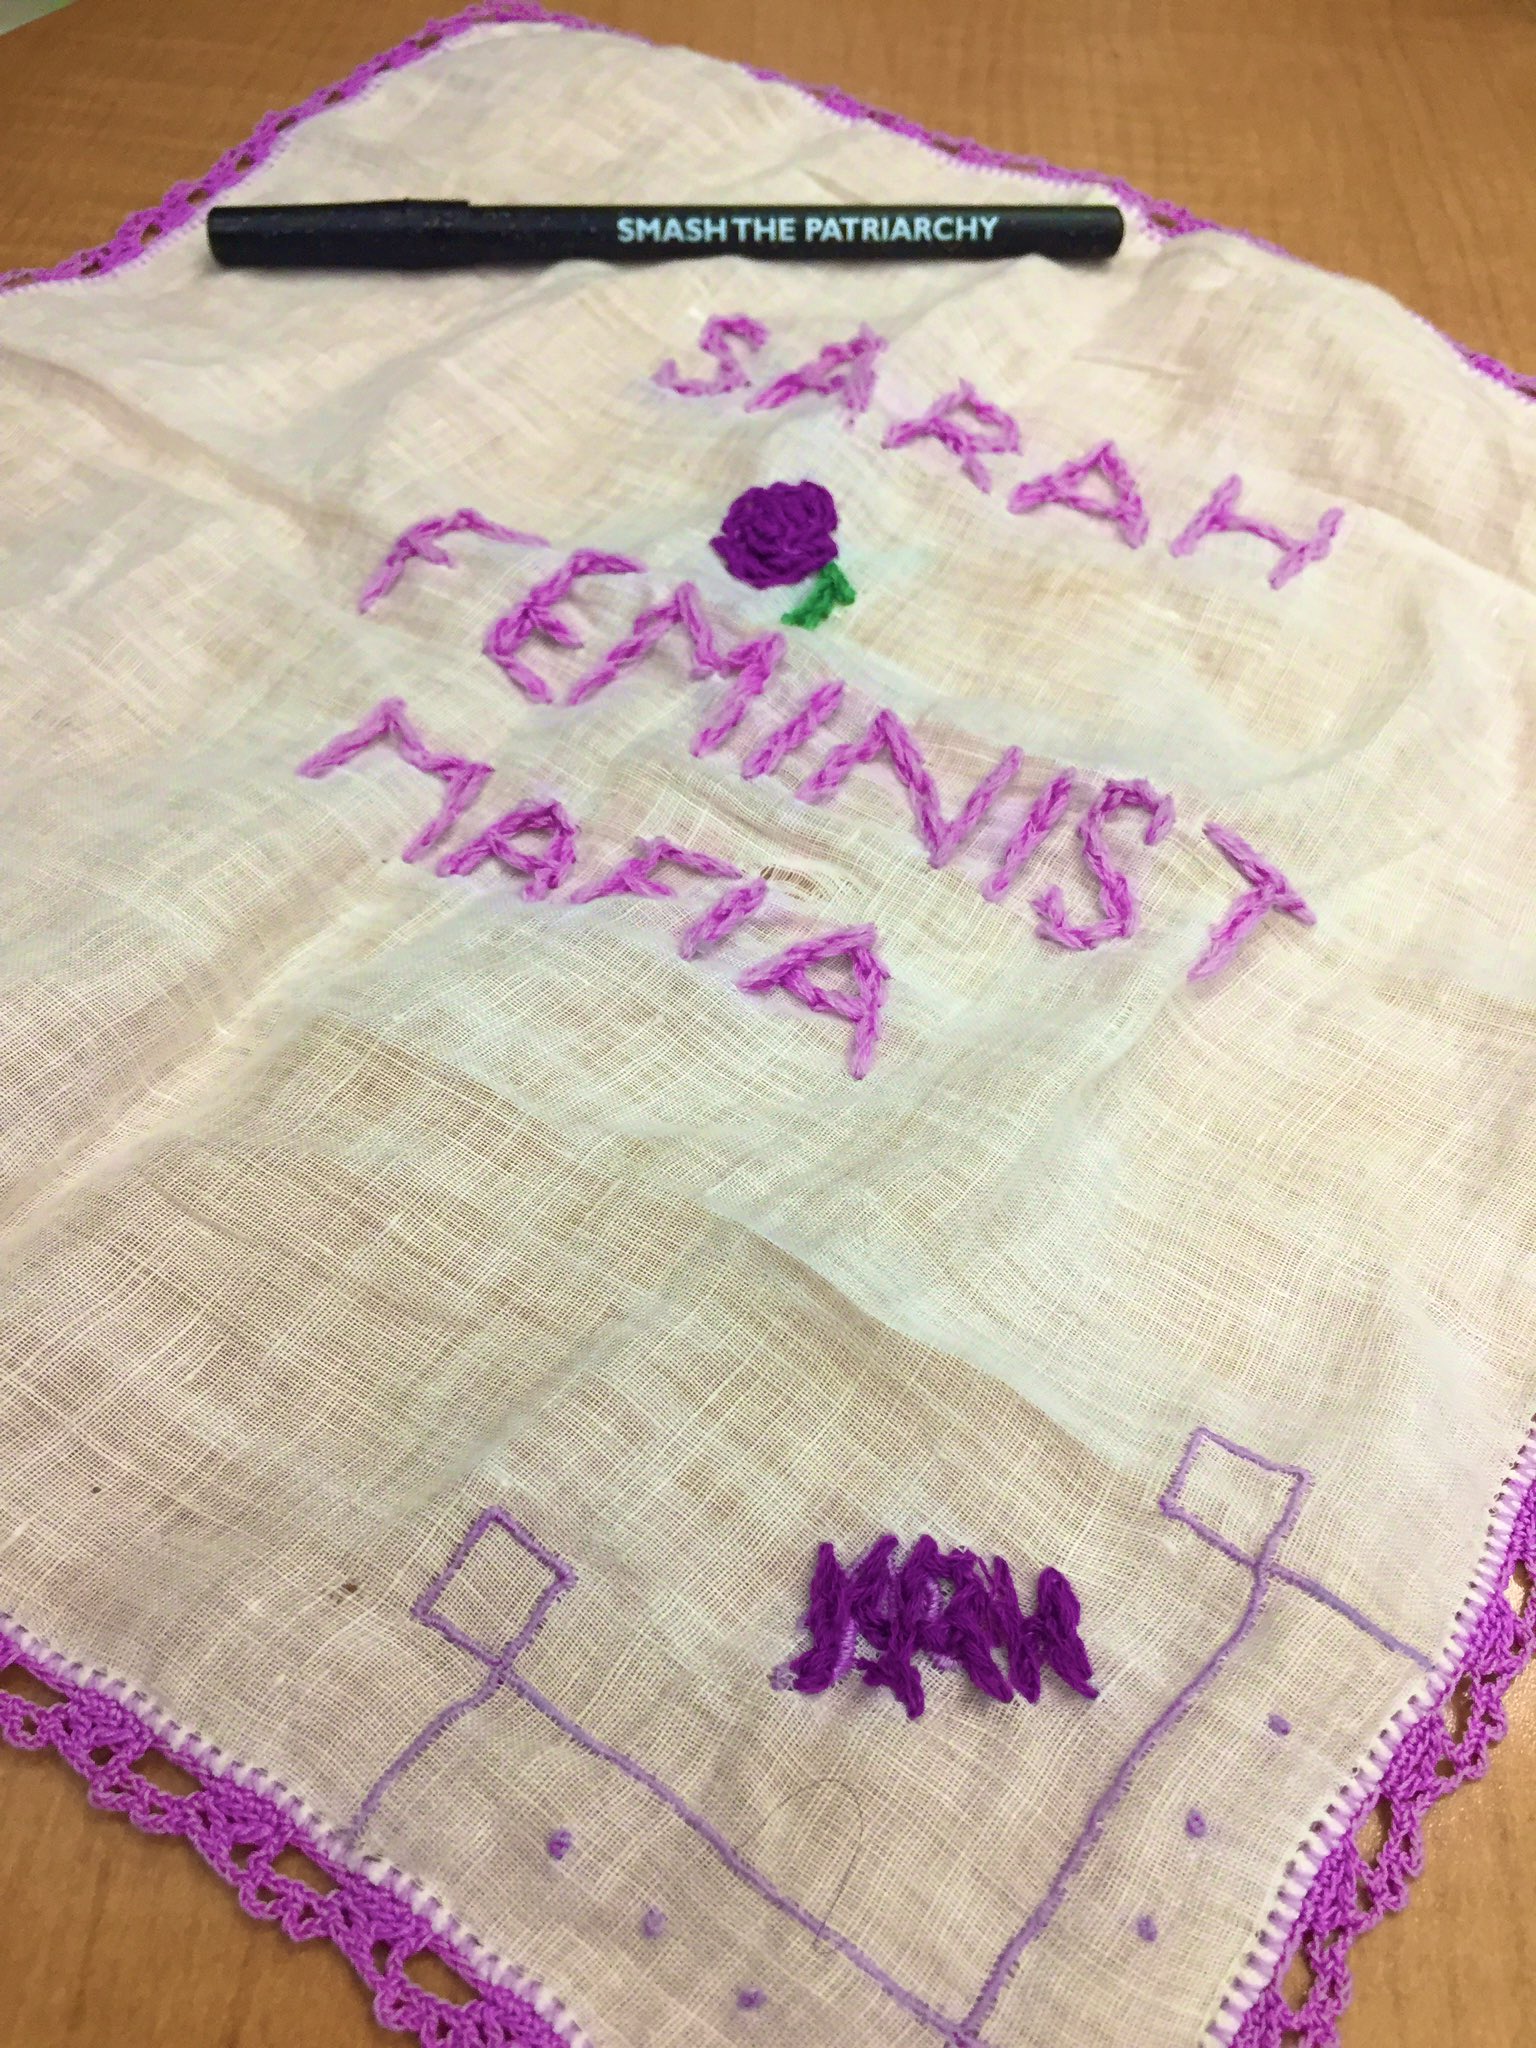 SMASH THE PATRIARCHY
SARAH
FEMINIST
MAFIA